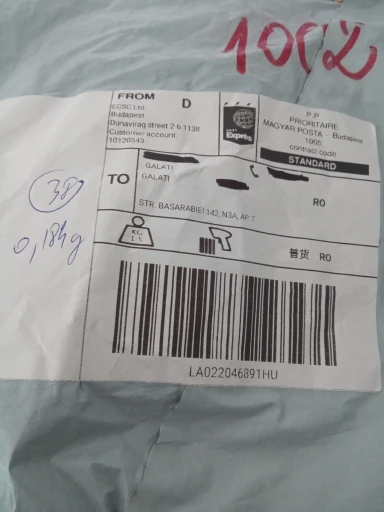 1002
FROM
D
ECSC Ltd.
Budapest
Dunavirag street 2-6 1138
Customer account:
10120543
P.P
PRIORITAIRE
MAGYAR POSTA - Budapest
1005
contract code
STANDARD
TO
GALATI
GALATI
RO
STR. BASARABIEI 142, N3A, AP.7
38
0,18kg
KG
1.5
普货 RO
LA022046891HU